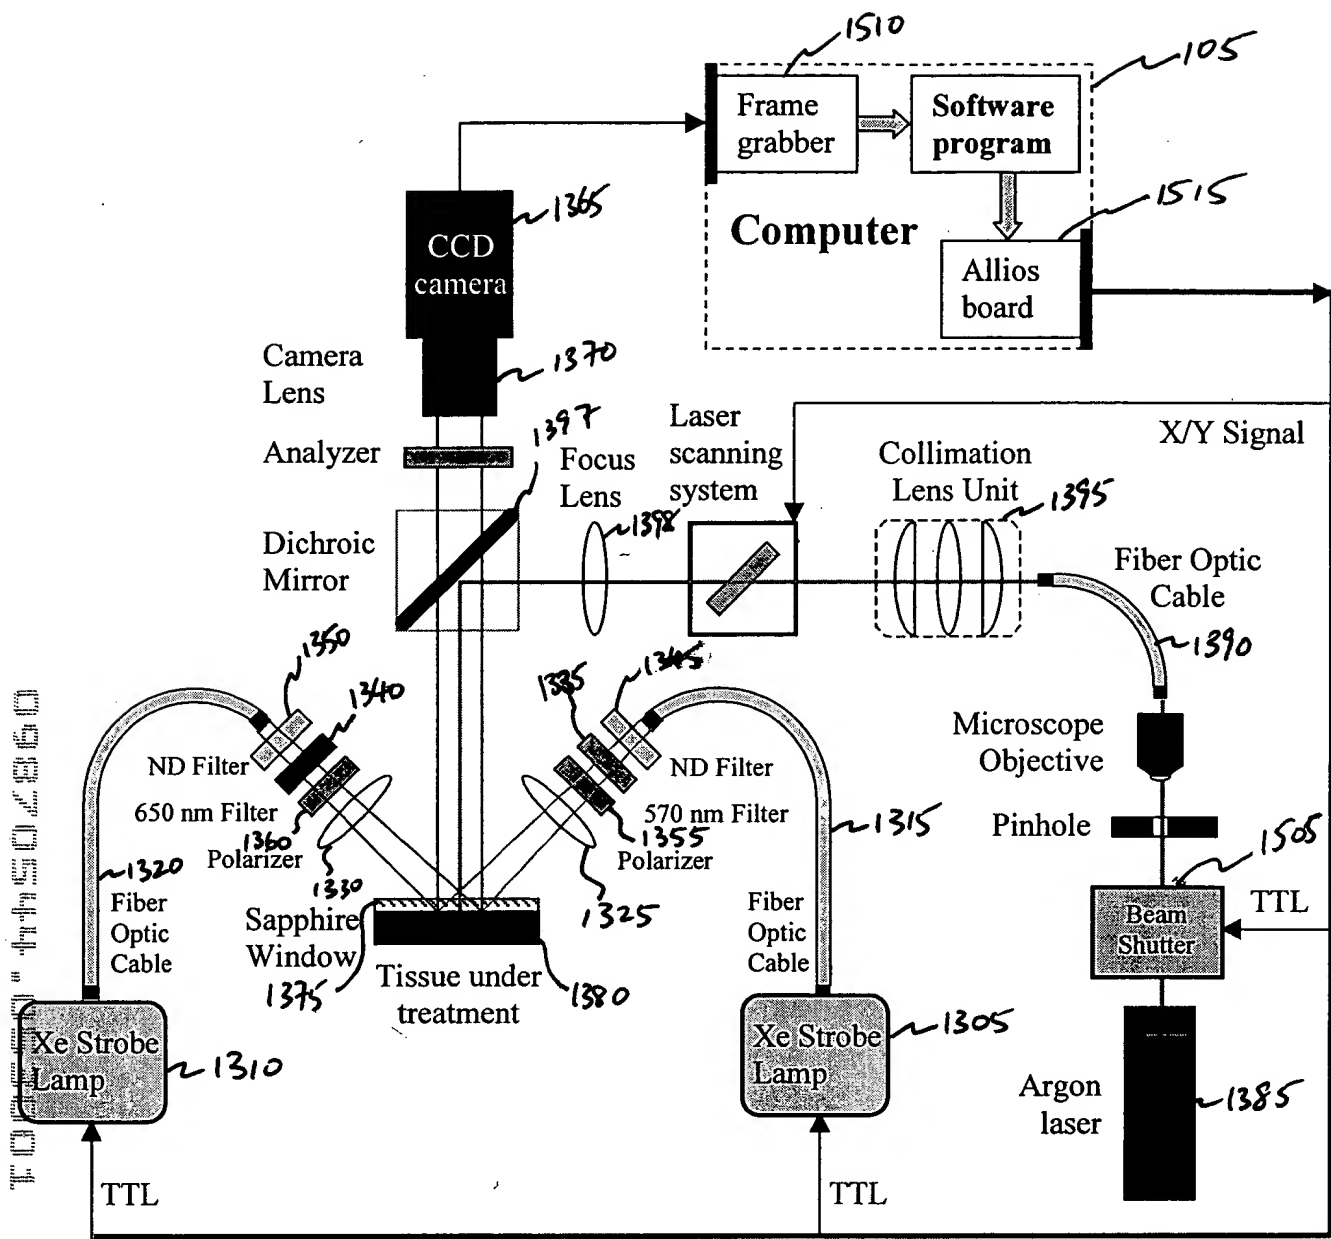 1510
105
Frame
grabber
Software
program
1515
1365
CCD
camera
Computer
Allios
board
Camera
Lens
1370
1397
Laser
scanning
system
X/Y Signal
Analyzer
Focus
Lens
Collimation
Lens Unit
1395
1398
Dichroic
Mirror
Fiber Optic
Cable
1390
1350
1340
1335
1345
Microscope
Objective
ND Filter
ND Filter
650 nm Filter
570 nm Filter
1360
1355
1315
Pinhole
Polarizer
Polarizer
1505
1320
1330
1325
Fiber
Optic
Cable
Sapphire
Window
1375
Fiber
Optic
Cable
Beam
Shutter
TTL
Tissue under
treatment
1380
Xe Strobe
Lamp
1310
Xe Strobe
Lamp
1305
Argon
laser
1385
TTL
TTL